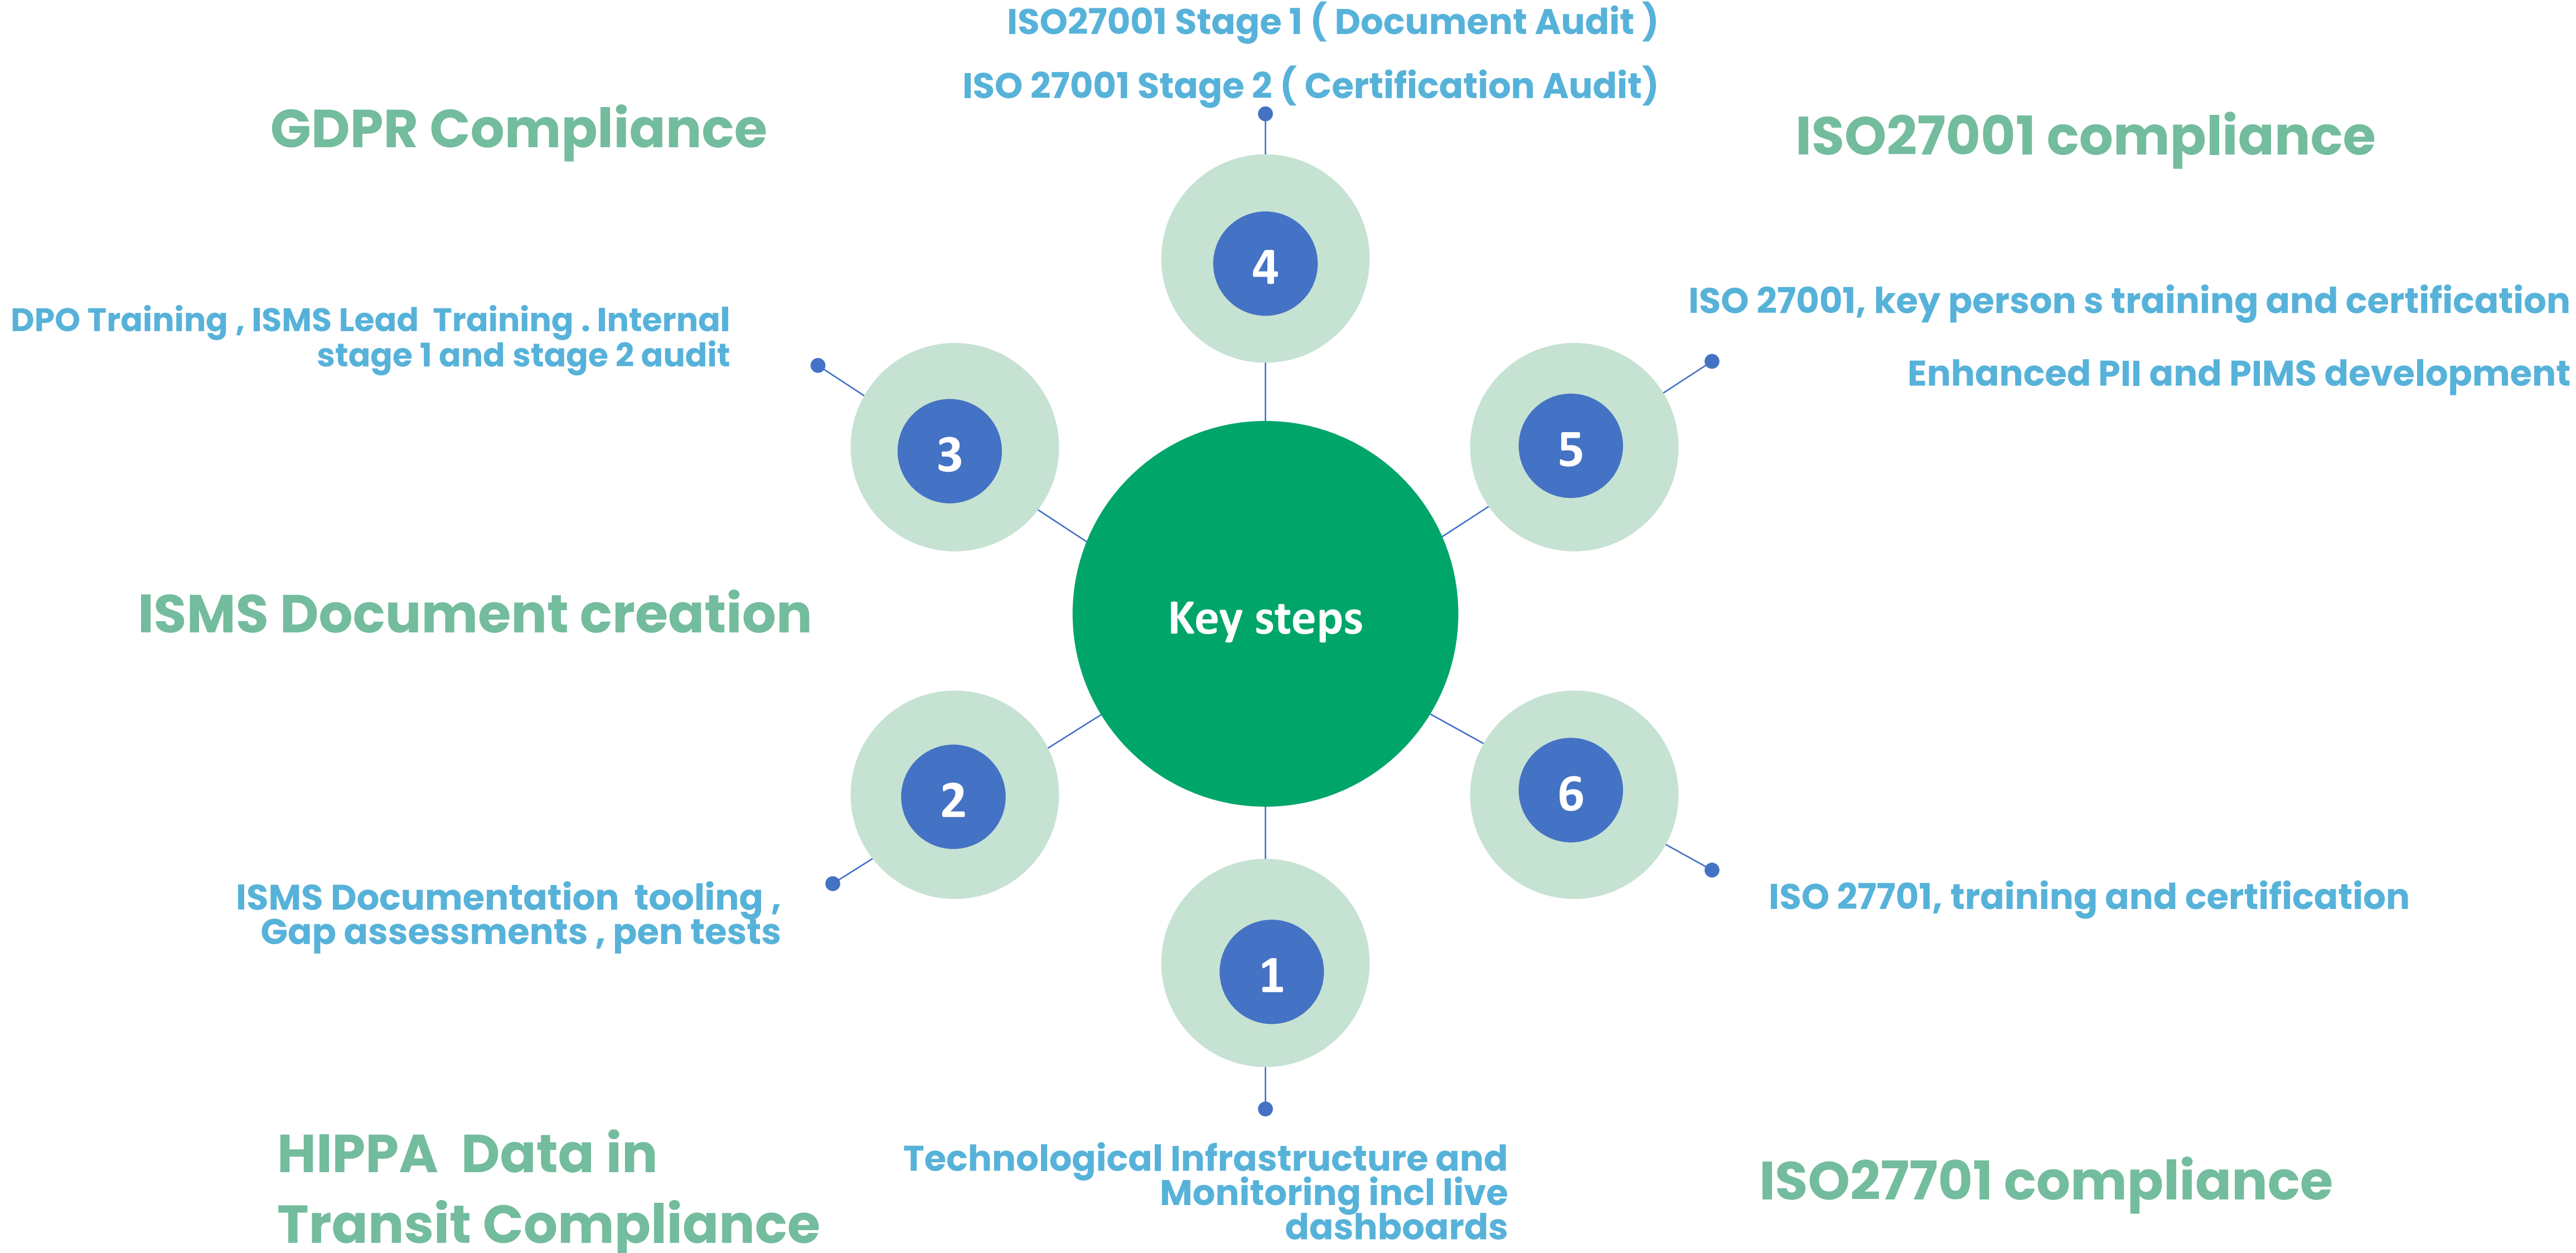 ISO27001 Stage 1 ( Document Audit )
ISO 27001 Stage 2 ( Certification Audit)
GDPR Compliance
ISO27001 compliance
4
DPO Training , ISMS Lead  Training . Internal
stage 1 and stage 2 audit
ISO 27001, key person s training and certification
Enhanced PII and PIMS development
3
5
ISMS Document creation
Key steps
2
6
ISMS Documentation  tooling ,
Gap assessments , pen tests
ISO 27701, training and certification
1
HIPPA  Data in
Transit Compliance
Technological Infrastructure and
Monitoring incl live
dashboards
ISO27701 compliance